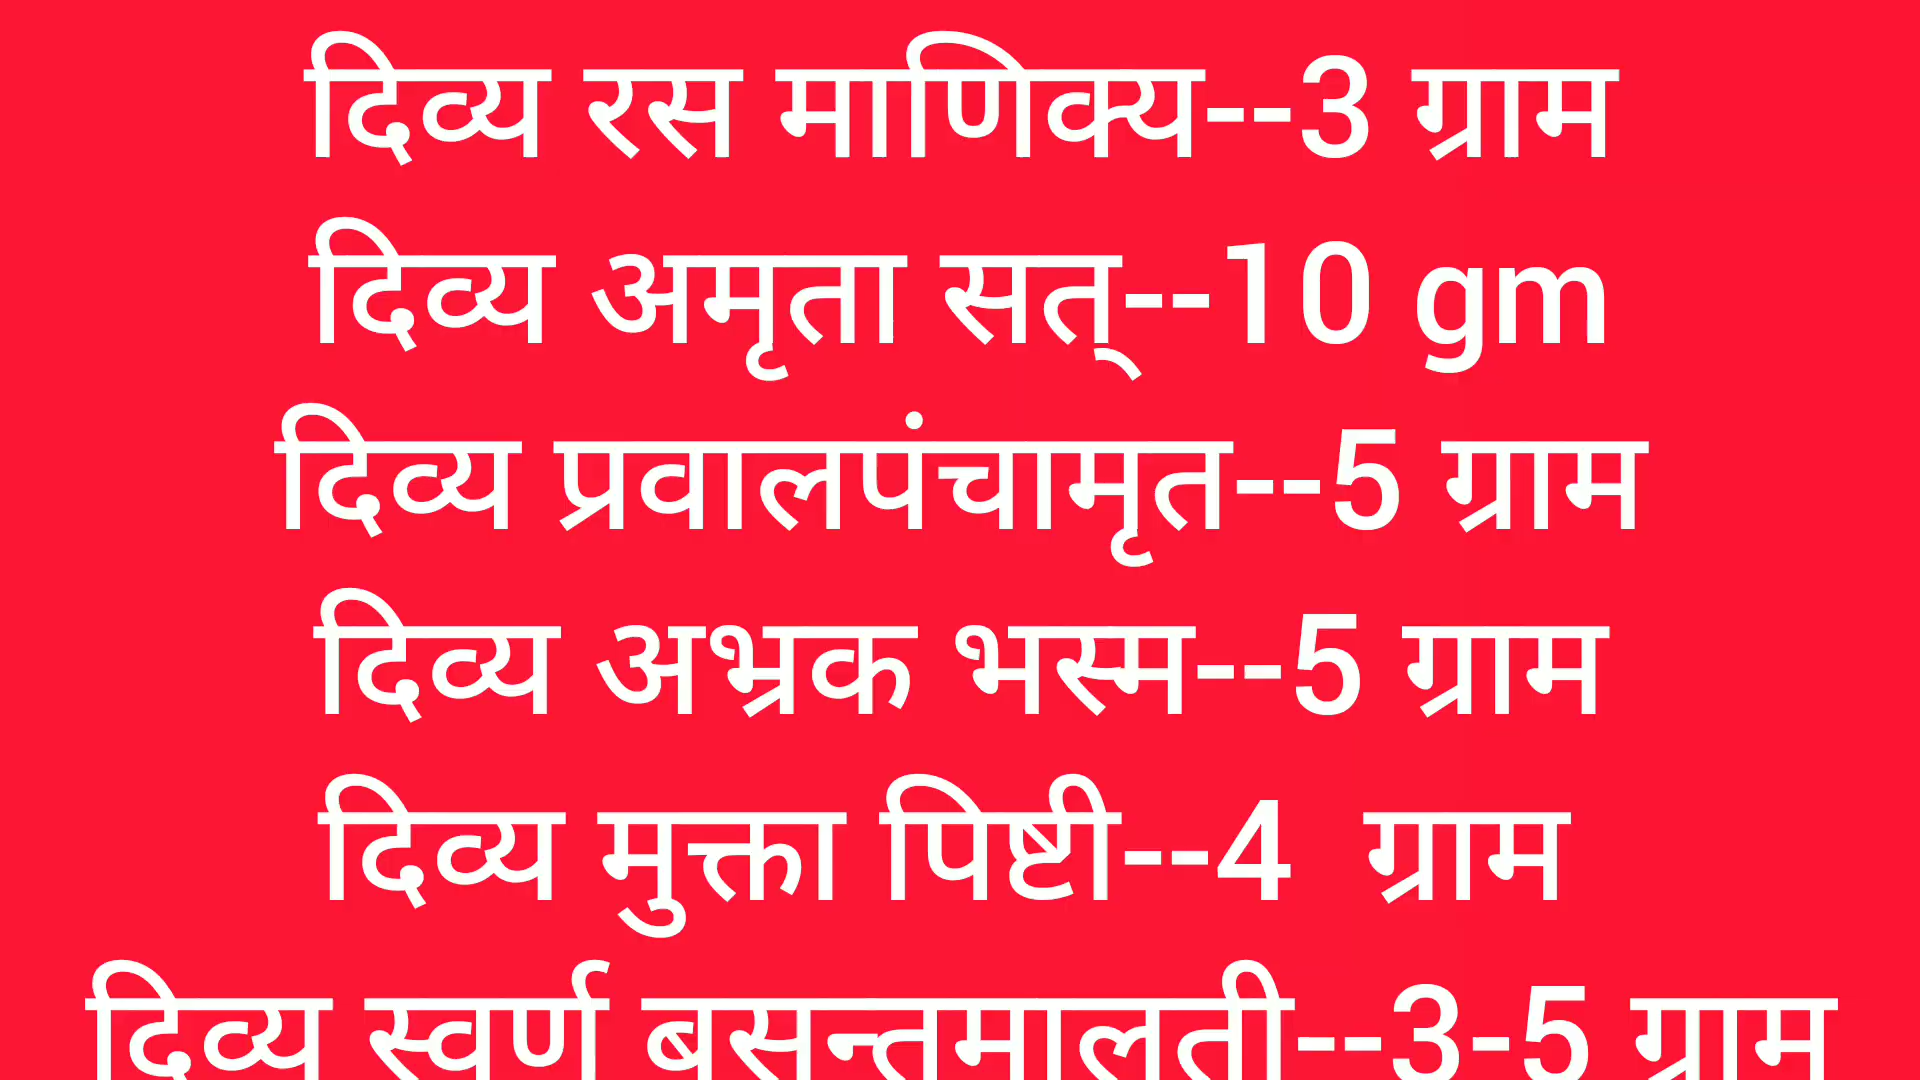 दिव्य रस माणिक्य--3 ग्राम
दिव्य अमृता सत्--10 gm
दिव्य प्रवालपंचामृत--5 ग्राम
दिव्य अभ्रक भस्म--5 ग्राम
दिव्य मुक्ता पिष्टी--4 ग्राम
दिव्य स्वर्ण बसन्तमालती--3-5 ग्राम